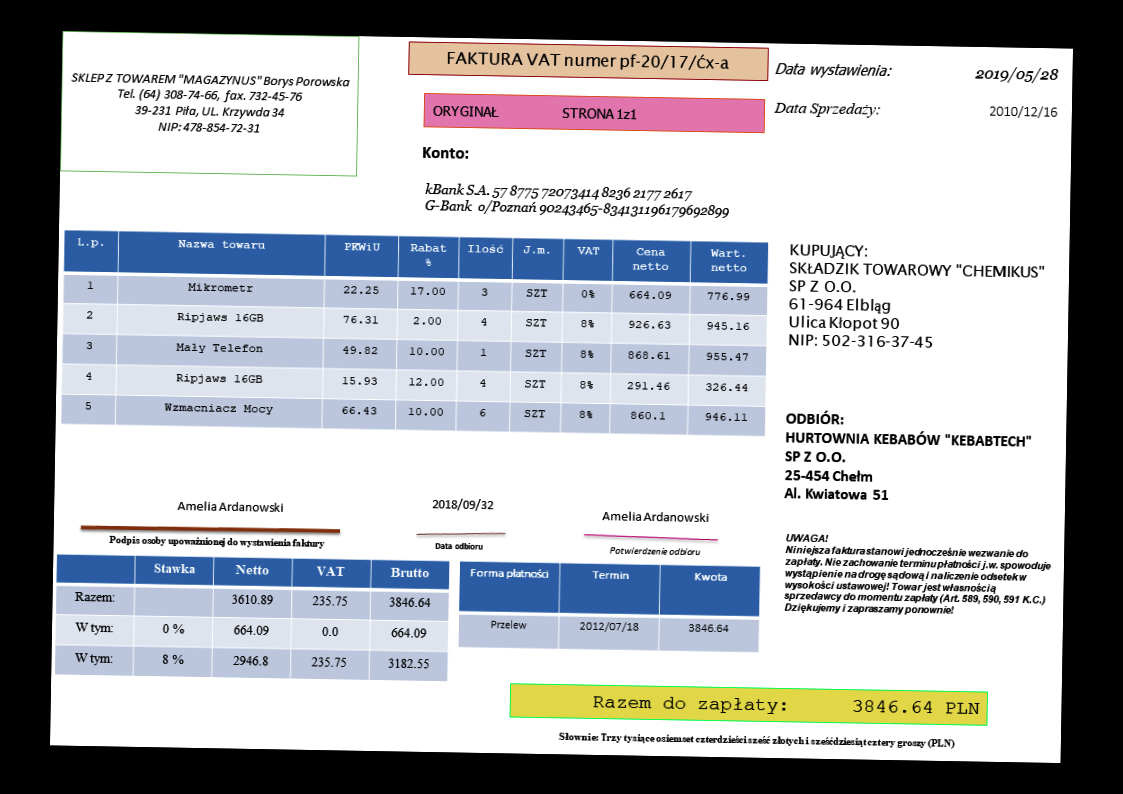 SKLEP Z TOWAREM "MAGAZYNUS" Borys Porowska
Tel. (64) 308-74-66, fax. 732-45-76
39-231 Piła, UL. Krzywda 34
NIP: 478-854-72-31
FAKTURA VAT numer pf-20/17/ćx-a
ORYGINAŁ STRONA 1z1
Data wystawienia: 2019/05/28
Data Sprzedaży: 2010/12/16
Konto:
kBank S.A. 57 8775 72073414 8236 2177 2617
G-Bank o/Poznań 90243465-834131196179692899
L.p. Nazwa towaru PKWiU Rabat % Ilość J.m. VAT Cena netto Wart. netto
1 Mikrometr 22.25 17.00 3 SZT 0% 664.09 776.99
2 Ripjaws 16GB 76.31 2.00 4 SZT 8% 926.63 945.16
3 Mały Telefon 49.82 10.00 1 SZT 8% 868.61 955.47
4 Ripjaws 16GB 15.93 12.00 4 SZT 8% 291.46 326.44
5 Wzmacniacz Mocy 66.43 10.00 6 SZT 8% 860.1 946.11
KUPUJĄCY:
SKŁADZIK TOWAROWY "CHEMIKUS"
SP Z O.O.
61-964 Elbląg
Ulica Kłopot 90
NIP: 502-316-37-45
ODBIÓR:
HURTOWNIA KEBABÓW "KEBABTECH"
SP Z O.O.
25-454 Chełm
Al. Kwiatowa 51
Amelia Ardanowski
Podpis osoby upoważnionej do wystawienia faktury
2018/09/32
Data odbioru
Amelia Ardanowski
Potwierdzenie odbioru
UWAGA!
Niniejsza faktura stanowi jednocześnie wezwanie do
zapłaty. Nie zachowanie terminu płatności j.w. spowoduje
wystąpienie na drogę sądową i naliczenie odsetek w
wysokości ustawowej! Towar jest własnością
sprzedawcy do momentu zapłaty (Art. 589, 590, 591 K.C.)
Dziękujemy i zapraszamy ponownie!
Stawka Netto VAT Brutto
Razem: 3610.89 235.75 3846.64
W tym: 0 % 664.09 0.0 664.09
W tym: 8 % 2946.8 235.75 3182.55
Forma płatności Termin Kwota
Przelew 2012/07/18 3846.64
Razem do zapłaty: 3846.64 PLN
Słownie: Trzy tysiące osiemset czterdzieści sześć złotych i sześćdziesiąt cztery groszy (PLN)